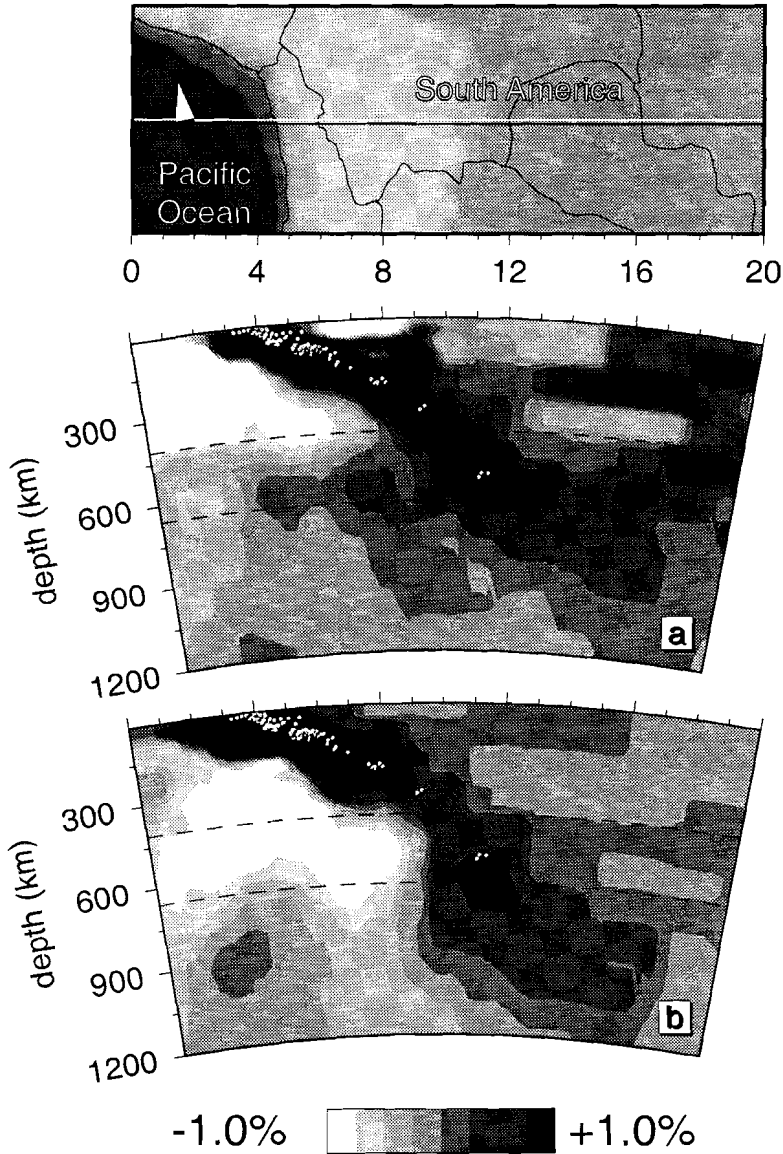 South America
Pacific
Ocean
0 4 8 12 16 20
300
600
900
1200
depth (km)
a
300
600
900
1200
depth (km)
b
-1.0% +1.0%